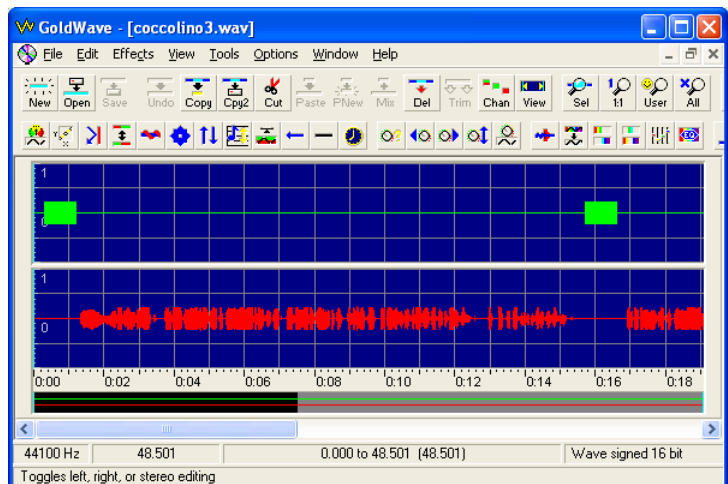 GoldWave - [coccolino3.wav]
File Edit Effects View Tools Options Window Help
New Open Save Undo Copy Cpy2 Cut Paste PNew Mix Del Trim Chan View Sel 1:1 User All
1
0
1
0
0:00 0:02 0:04 0:06 0:08 0:10 0:12 0:14 0:16 0:18
44100 Hz 48.501 0.000 to 48.501 (48.501) Wave signed 16 bit
Toggles left, right, or stereo editing